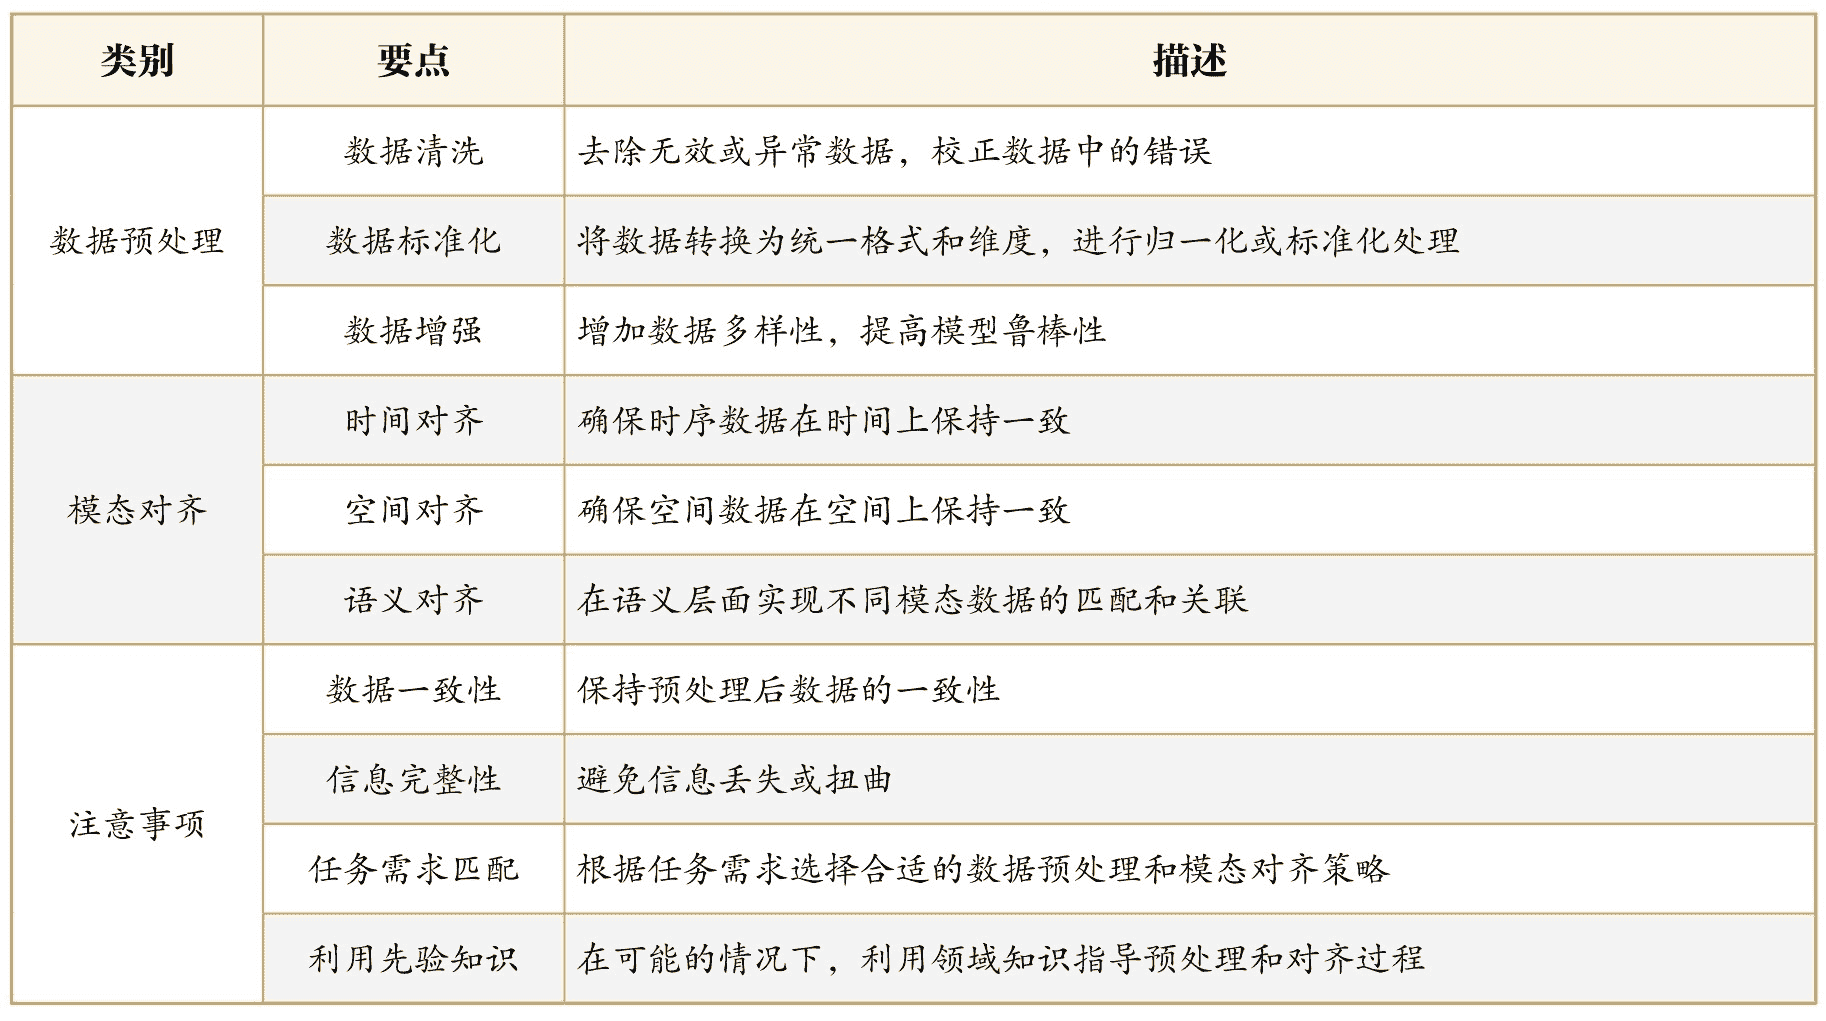 类别 要点 描述
数据预处理
数据清洗 去除无效或异常数据，校正数据中的错误
数据标准化 将数据转换为统一格式和维度，进行归一化或标准化处理
数据增强 增加数据多样性，提高模型鲁棒性
模态对齐
时间对齐 确保时序数据在时间上保持一致
空间对齐 确保空间数据在空间上保持一致
语义对齐 在语义层面实现不同模态数据的匹配和关联
注意事项
数据一致性 保持预处理后数据的一致性
信息完整性 避免信息丢失或扭曲
任务需求匹配 根据任务需求选择合适的数据预处理和模态对齐策略
利用先验知识 在可能的情况下，利用领域知识指导预处理和对齐过程